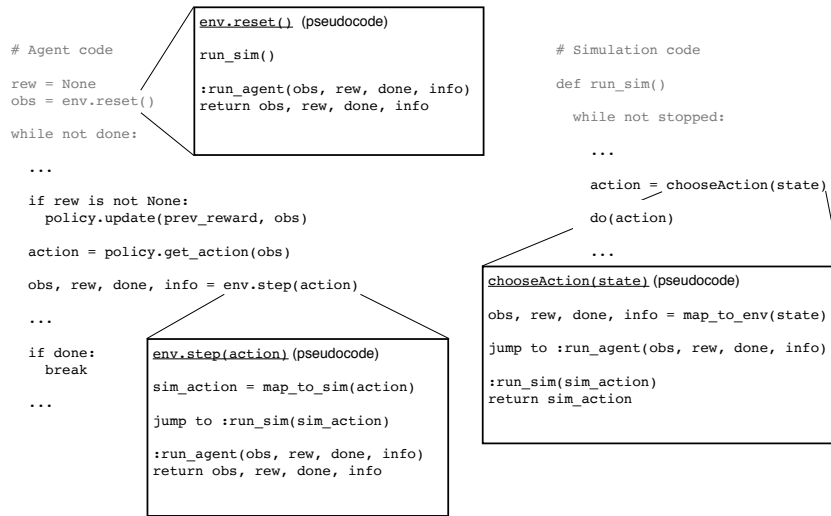 # Agent code
rew = None
obs = env.reset()
while not done:
...
if rew is not None:
policy.update(prev_reward, obs)
action = policy.get_action(obs)
obs, rew, done, info = env.step(action)
...
if done:
break
...
env.reset() (pseudocode)
run_sim()
:run_agent(obs, rew, done, info)
return obs, rew, done, info
env.step(action) (pseudocode)
sim_action = map_to_sim(action)
jump to :run_sim(sim_action)
:run_agent(obs, rew, done, info)
return obs, rew, done, info
# Simulation code
def run_sim()
while not stopped:
...
action = chooseAction(state)
do(action)
...
chooseAction(state) (pseudocode)
obs, rew, done, info = map_to_env(state)
jump to :run_agent(obs, rew, done, info)
:run_sim(sim_action)
return sim_action